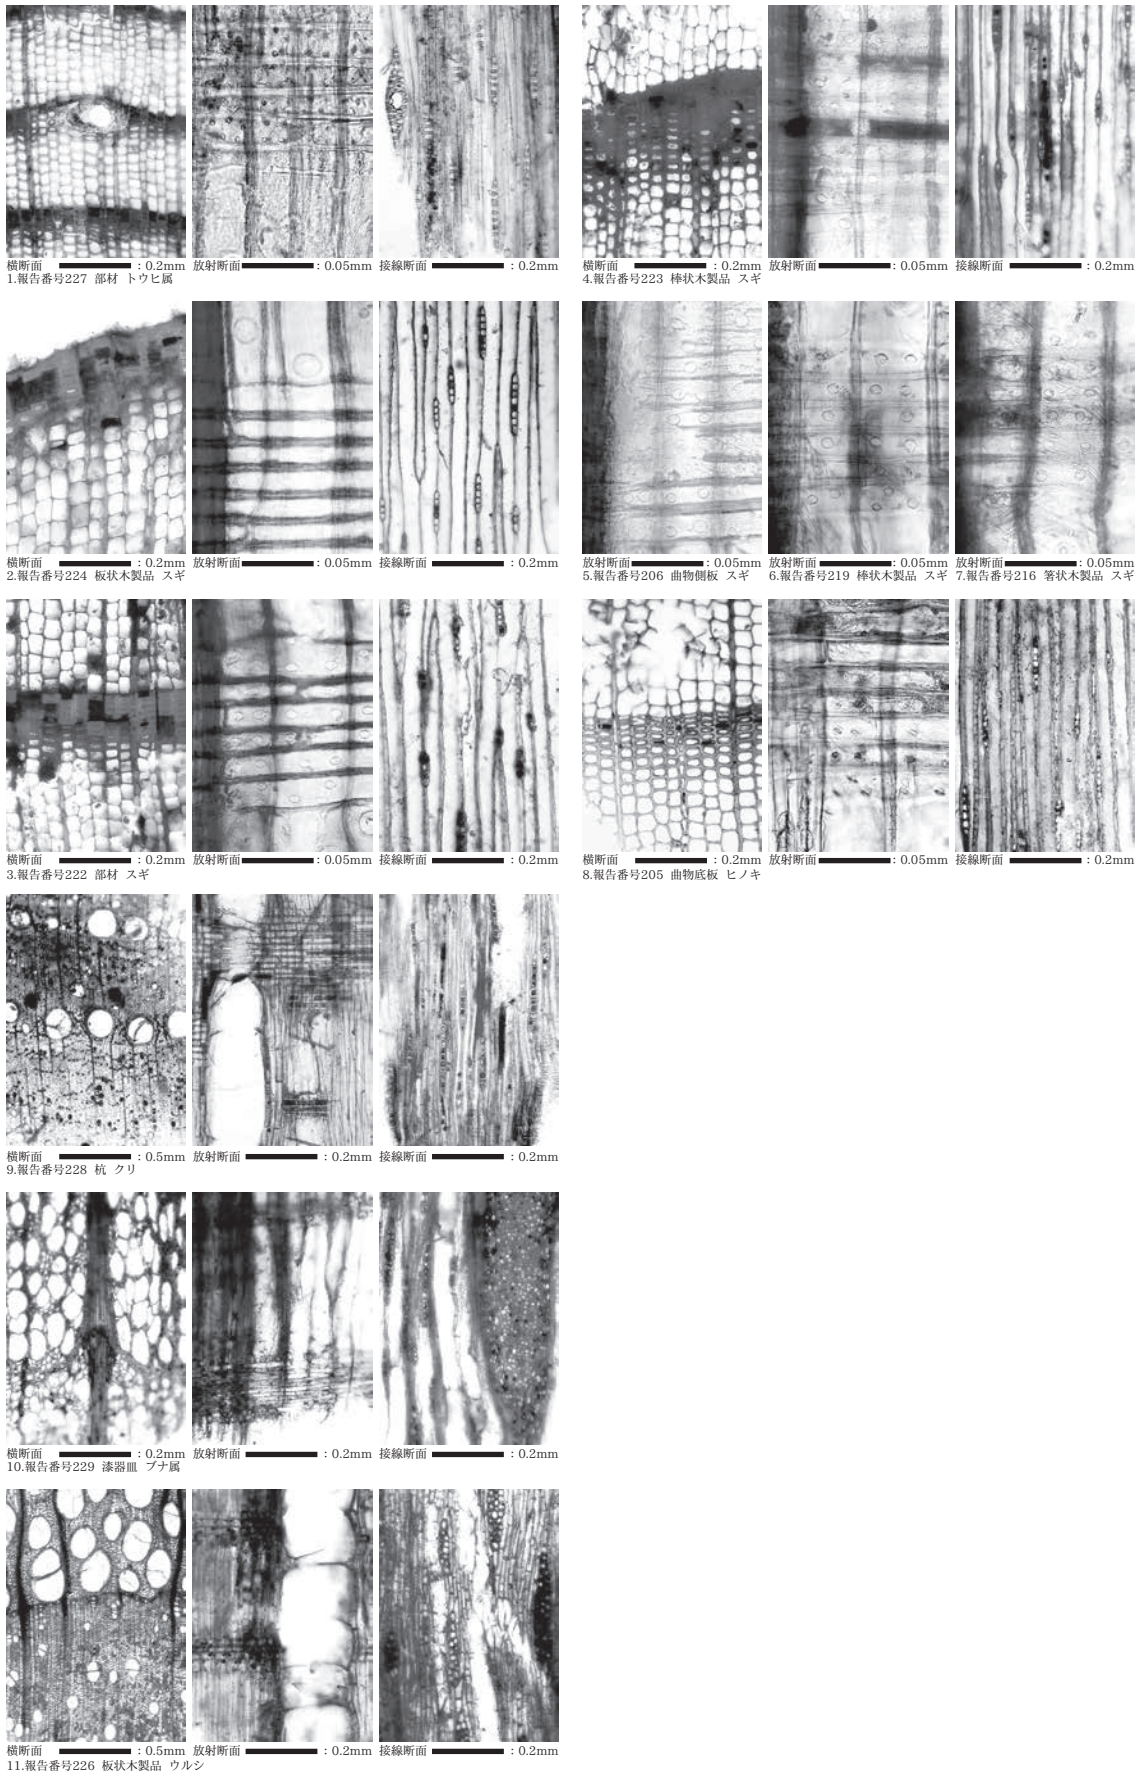 横断面 : 0.2mm 放射断面 : 0.05mm 接線断面 : 0.2mm
1.報告番号227 部材 トウヒ属
横断面 : 0.2mm 放射断面 : 0.05mm 接線断面 : 0.2mm
4.報告番号223 棒状木製品 スギ
横断面 : 0.2mm 放射断面 : 0.05mm 接線断面 : 0.2mm
2.報告番号224 板状木製品 スギ
放射断面 : 0.05mm 放射断面 : 0.05mm 放射断面 : 0.05mm
5.報告番号206 曲物側板 スギ 6.報告番号219 棒状木製品 スギ 7.報告番号216 箸状木製品 スギ
横断面 : 0.2mm 放射断面 : 0.05mm 接線断面 : 0.2mm
3.報告番号222 部材 スギ
横断面 : 0.2mm 放射断面 : 0.05mm 接線断面 : 0.2mm
8.報告番号205 曲物底板 ヒノキ
横断面 : 0.5mm 放射断面 : 0.2mm 接線断面 : 0.2mm
9.報告番号228 杭 クリ
横断面 : 0.2mm 放射断面 : 0.2mm 接線断面 : 0.2mm
10.報告番号229 漆器皿 ブナ属
横断面 : 0.5mm 放射断面 : 0.2mm 接線断面 : 0.2mm
11.報告番号226 板状木製品 ウルシ